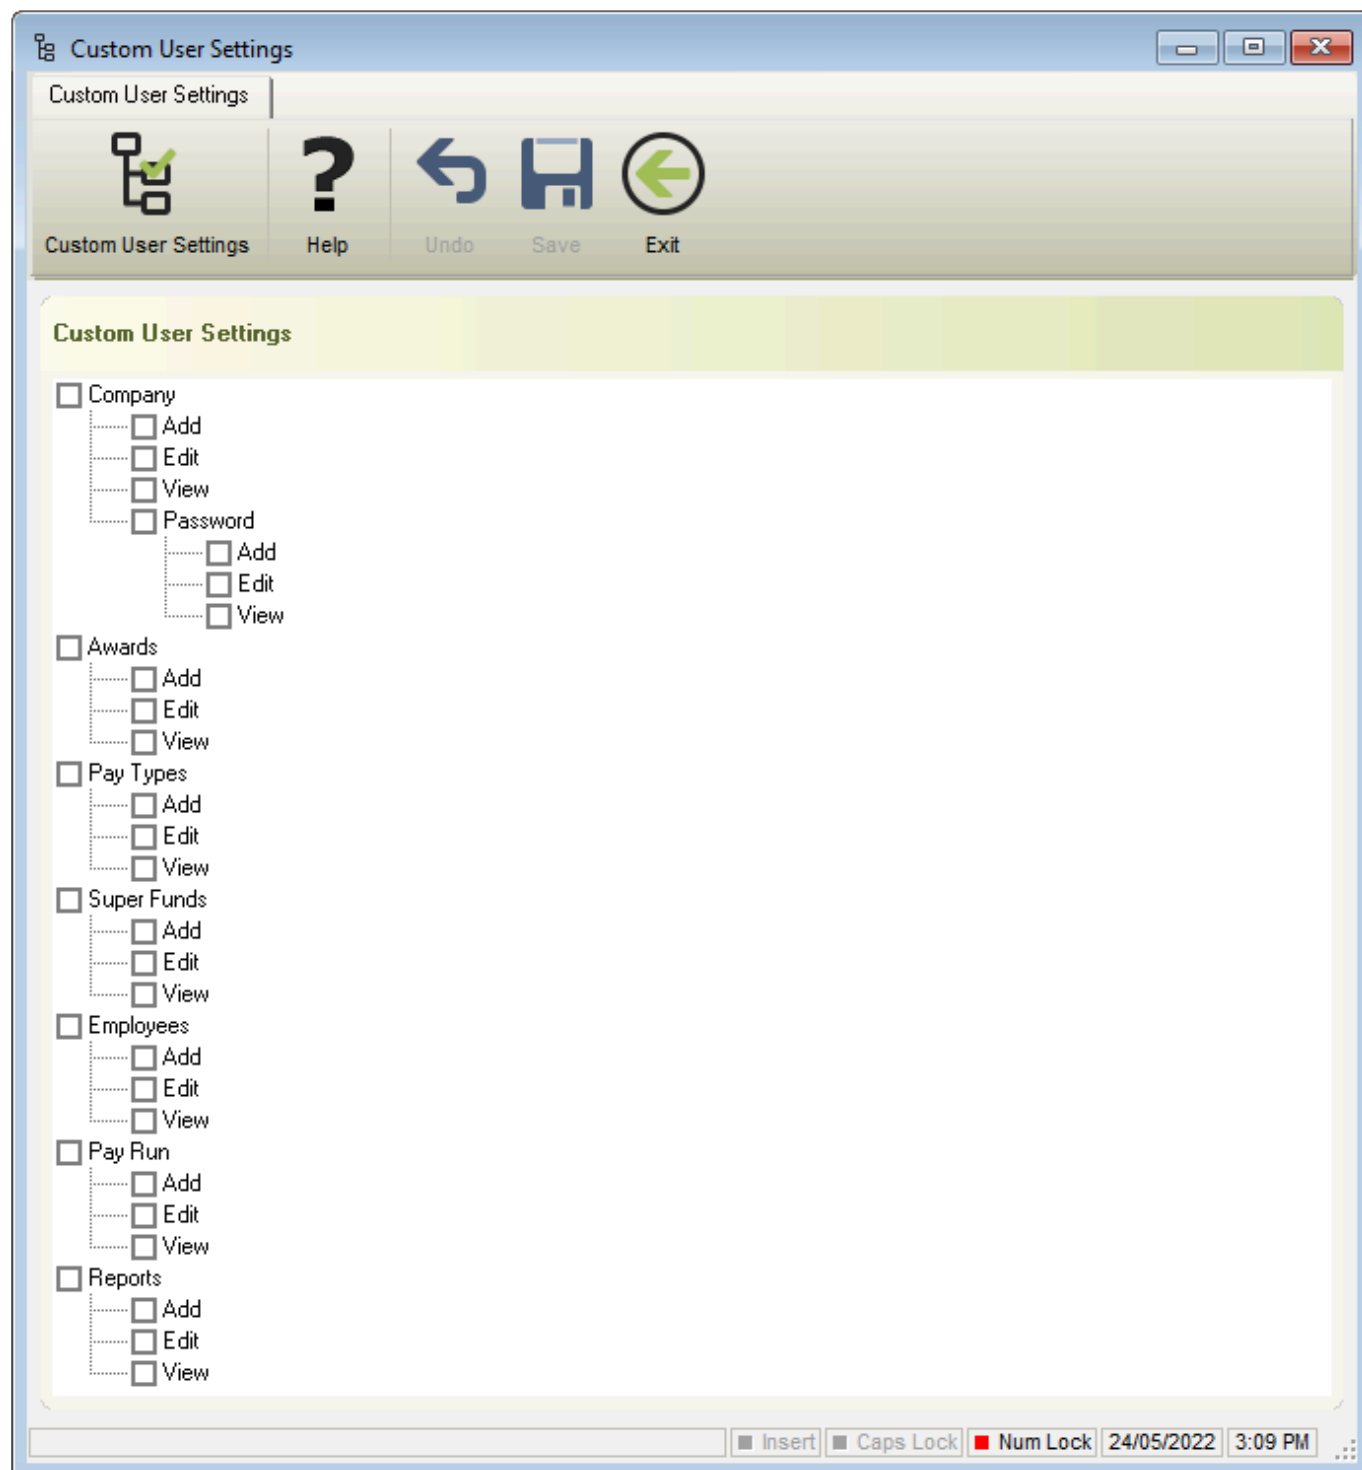 Custom User Settings
Custom User Settings
Custom User Settings Help Undo Save Exit
Custom User Settings
Company
Add
Edit
View
Password
Add
Edit
View
Awards
Add
Edit
View
Pay Types
Add
Edit
View
Super Funds
Add
Edit
View
Employees
Add
Edit
View
Pay Run
Add
Edit
View
Reports
Add
Edit
View
Insert Caps Lock Num Lock 24/05/2022 3:09 PM